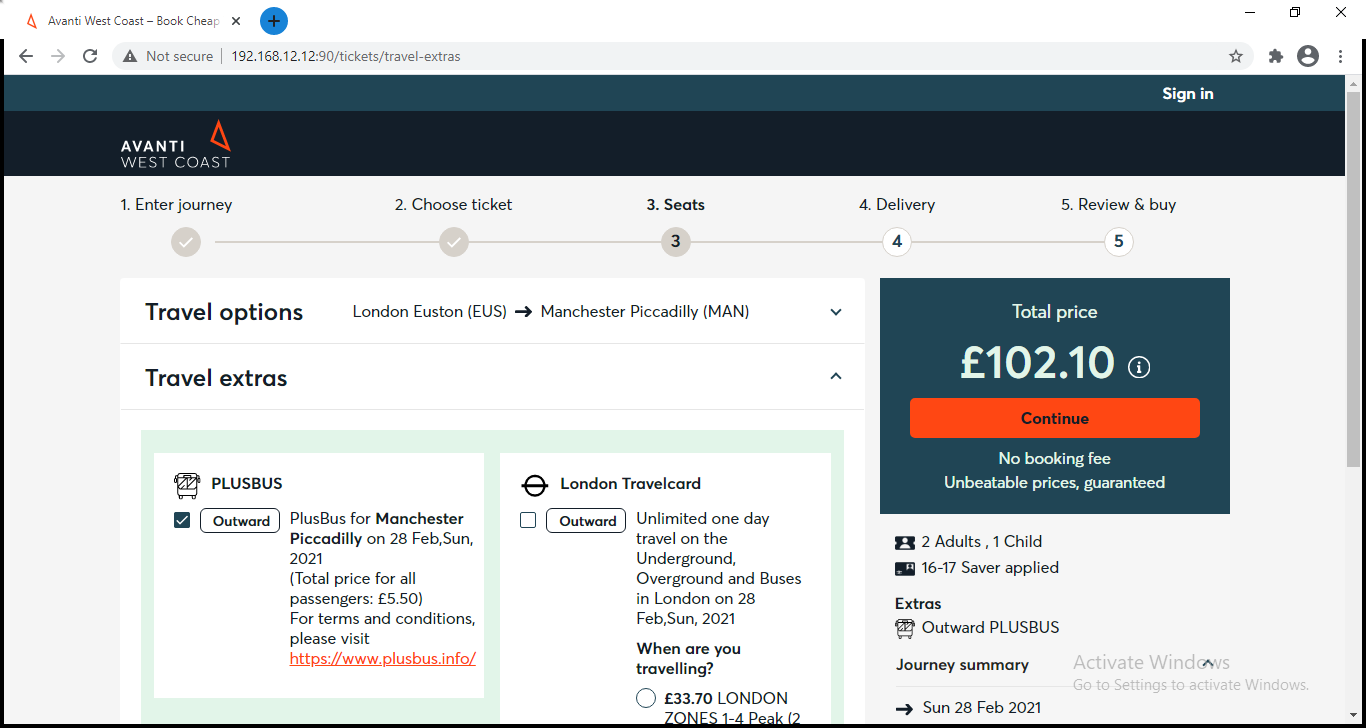 Avanti West Coast – Book Cheap
Not secure
192.168.12.12:90/tickets/travel-extras
Sign in
AVANTI
WEST COAST
1. Enter journey
2. Choose ticket
3. Seats
4. Delivery
5. Review & buy
3
4
5
Travel options
London Euston (EUS) → Manchester Piccadilly (MAN)
Travel extras
PLUSBUS
Outward
PlusBus for Manchester
Piccadilly on 28 Feb,Sun,
2021
(Total price for all
passengers: £5.50)
For terms and conditions,
please visit
https://www.plusbus.info/
London Travelcard
Outward
Unlimited one day
travel on the
Underground,
Overground and Buses
in London on 28
Feb,Sun, 2021
When are you
travelling?
£33.70 LONDON
ZONES 1-4 Peak (2
Total price
£102.10
Continue
No booking fee
Unbeatable prices, guaranteed
2 Adults , 1 Child
16-17 Saver applied
Extras
Outward PLUSBUS
Journey summary
→ Sun 28 Feb 2021
Activate Windows
Go to Settings to activate Windows.